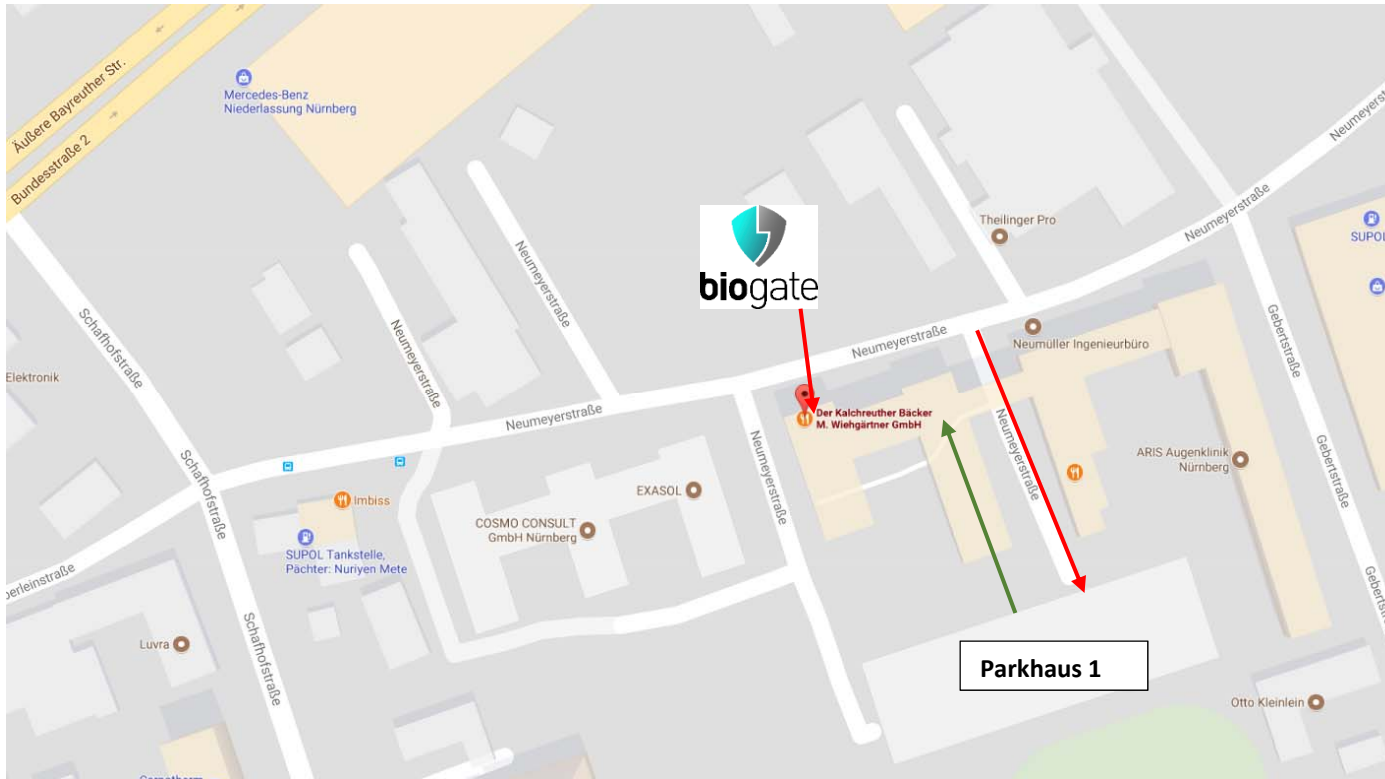 Äußere Bayreuther Str.
Bundesstraße 2
Mercedes-Benz
Niederlassung Nürnberg
Neumeyerstraße
Theilinger Pro
Neumeyerstraße
SUPOL
biogate
Neumeyerstraße
Schafhofstraße
Neumeyerstraße
Neumeyerstraße
Neumüller Ingenieurbüro
Gebertstraße
Elektronik
Neumeyerstraße
Der Kalchreuther Bäcker
M. Wiehgärtner GmbH
Neumeyerstraße
Neumeyerstraße
ARIS Augenklinik
Nürnberg
Gebertstraße
Schafhofstraße
EXASOL
Imbiss
COSMO CONSULT
GmbH Nürnberg
SUPOL Tankstelle,
Pächter: Nuriyen Mete
perleinstraße
Luvra
Schafhofstraße
Parkhaus 1
Otto Kleinlein